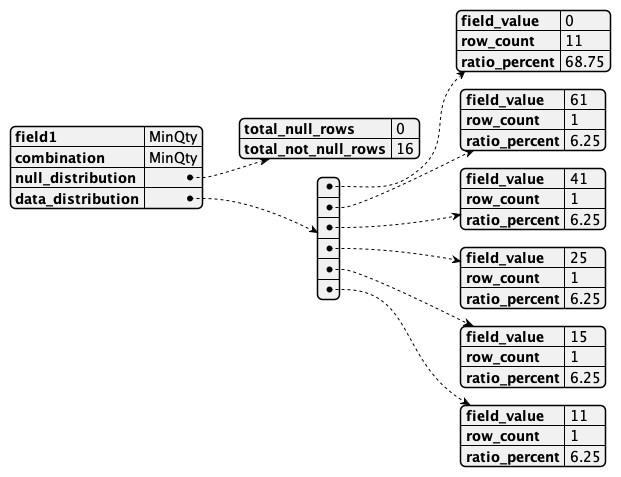 field1 MinQty
combination MinQty
null_distribution
data_distribution
total_null_rows 0
total_not_null_rows 16
field_value 0
row_count 11
ratio_percent 68.75
field_value 61
row_count 1
ratio_percent 6.25
field_value 41
row_count 1
ratio_percent 6.25
field_value 25
row_count 1
ratio_percent 6.25
field_value 15
row_count 1
ratio_percent 6.25
field_value 11
row_count 1
ratio_percent 6.25